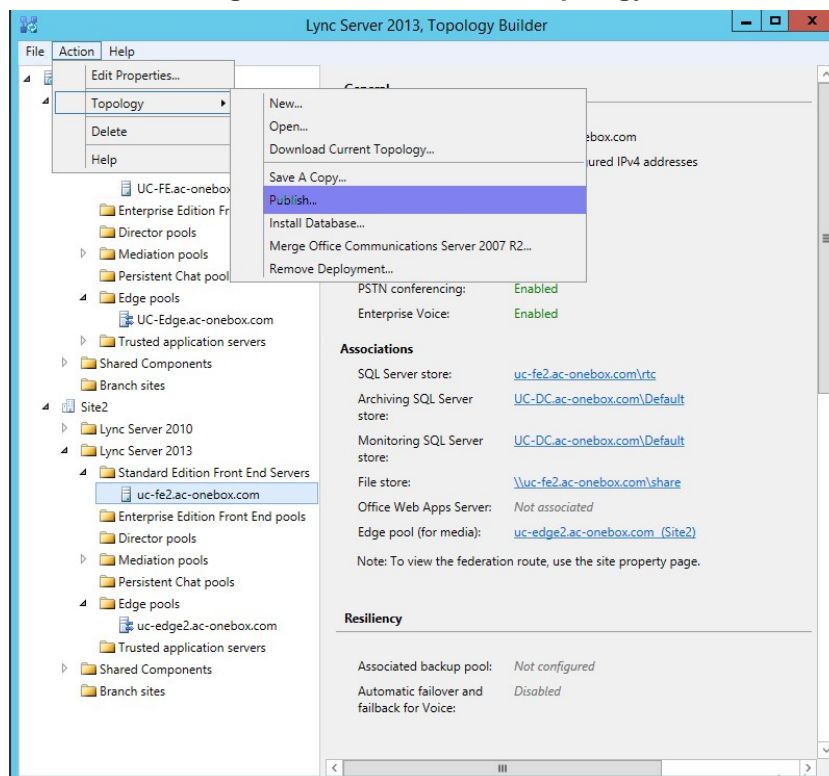 Lync Server 2013, Topology Builder
File Action Help
Edit Properties...
Topology
Delete
Help
New...
Open...
Download Current Topology...
Save A Copy...
Publish...
Install Database...
Merge Office Communications Server 2007 R2...
Remove Deployment...
UC-FE.ac-onebox
Enterprise Edition Fr
Director pools
Mediation pools
Persistent Chat pool
Edge pools
UC-Edge.ac-onebox.com
Trusted application servers
Shared Components
Branch sites
Site2
Lync Server 2010
Lync Server 2013
Standard Edition Front End Servers
uc-fe2.ac-onebox.com
Enterprise Edition Front End pools
Director pools
Mediation pools
Persistent Chat pools
Edge pools
uc-edge2.ac-onebox.com
Trusted application servers
Shared Components
Branch sites
ebox.com
ured IPv4 addresses
PSTN conferencing: Enabled
Enterprise Voice: Enabled
Associations
SQL Server store: uc-fe2.ac-onebox.com\rtc
Archiving SQL Server UC-DC.ac-onebox.com\Default
store:
Monitoring SQL Server UC-DC.ac-onebox.com\Default
store:
File store: \\uc-fe2.ac-onebox.com\share
Office Web Apps Server: Not associated
Edge pool (for media): uc-edge2.ac-onebox.com (Site2)
Note: To view the federation route, use the site property page.
Resiliency
Associated backup pool: Not configured
Automatic failover and Disabled
failback for Voice: